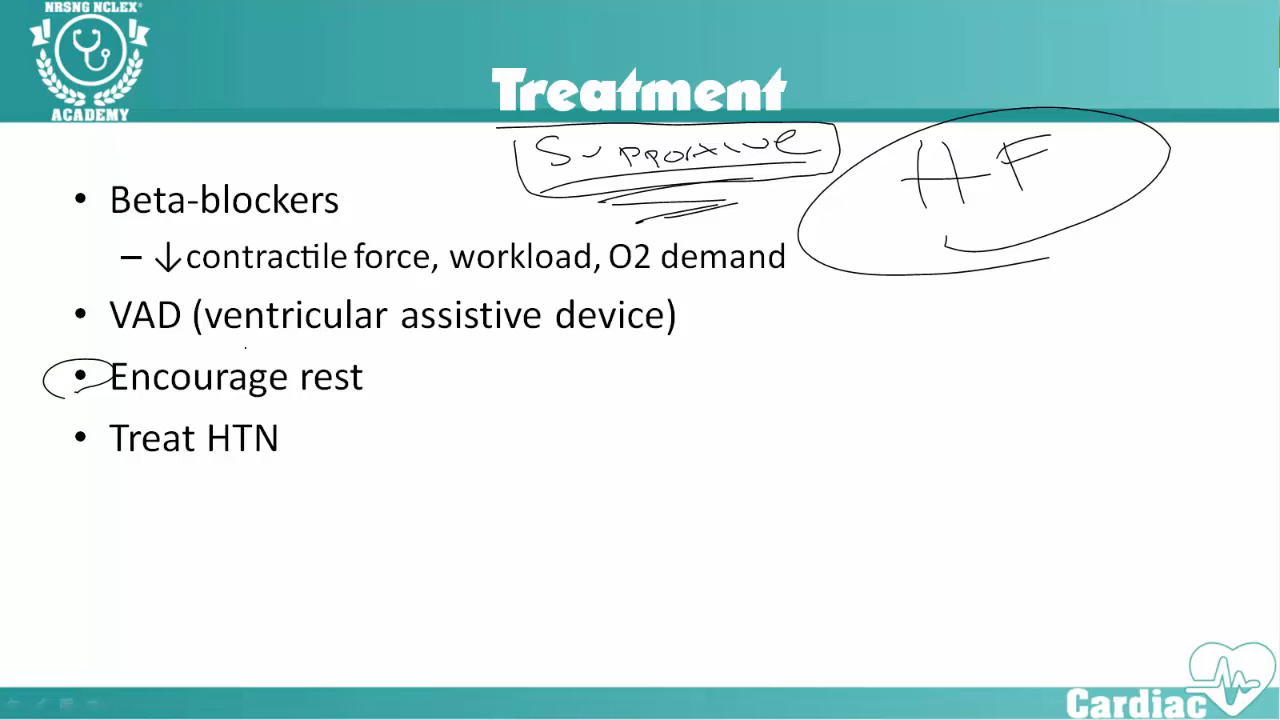 NRSNG NCLEX®
ACADEMY
Treatment
Supportive
HF
• Beta-blockers
– ↓contractile force, workload, O2 demand
• VAD (ventricular assistive device)
• Encourage rest
• Treat HTN
Cardiac